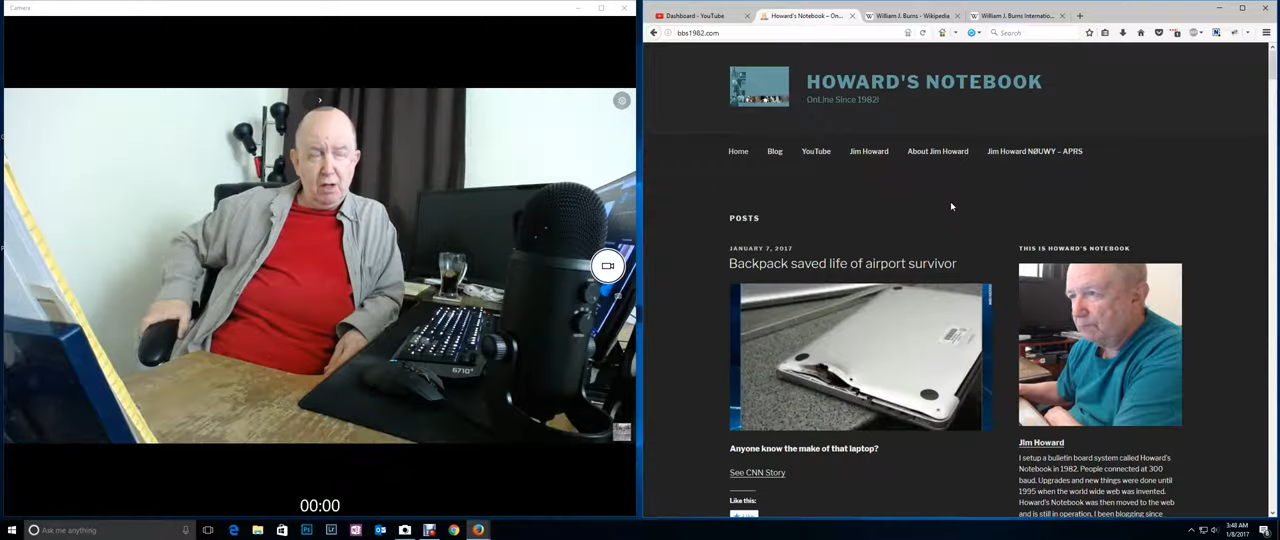 Camera
Dashboard - YouTube
Howard's Notebook – On...
William J. Burns - Wikipedia
William J. Burns Internatio...
bbs1982.com
Search
HOWARD'S NOTEBOOK
OnLine Since 1982!
Home
Blog
YouTube
Jim Howard
About Jim Howard
Jim Howard NØUWY – APRS
POSTS
JANUARY 7, 2017
Backpack saved life of airport survivor
THIS IS HOWARD'S NOTEBOOK
G710+
Anyone know the make of that laptop?
Jim Howard
See CNN Story
I setup a bulletin board system called Howard's
Notebook in 1982. People connected at 300
baud. Upgrades and new things were done until
1995 when the world wide web was invented.
Like this:
Howard's Notebook was then moved to the web
and is still in operation. I been blogging since
00:00
Ask me anything
3:48 AM
1/8/2017